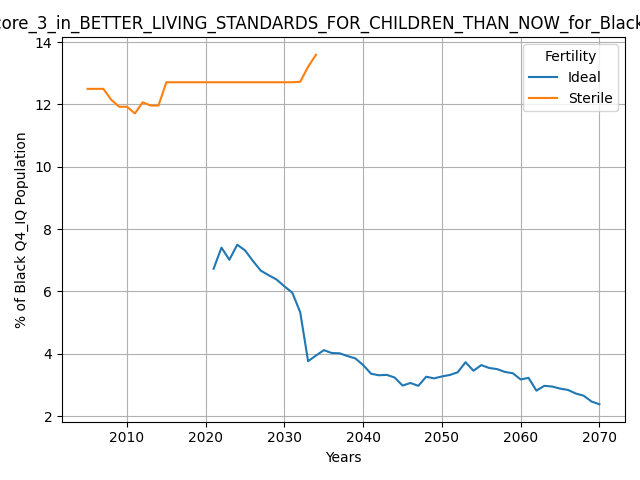 core_3_in_BETTER_LIVING_STANDARDS_FOR_CHILDREN_THAN_NOW_for_Black
14
12
10
8
6
4
2
% of Black Q4_IQ Population
Fertility
Ideal
Sterile
2010 2020 2030 2040 2050 2060 2070
Years